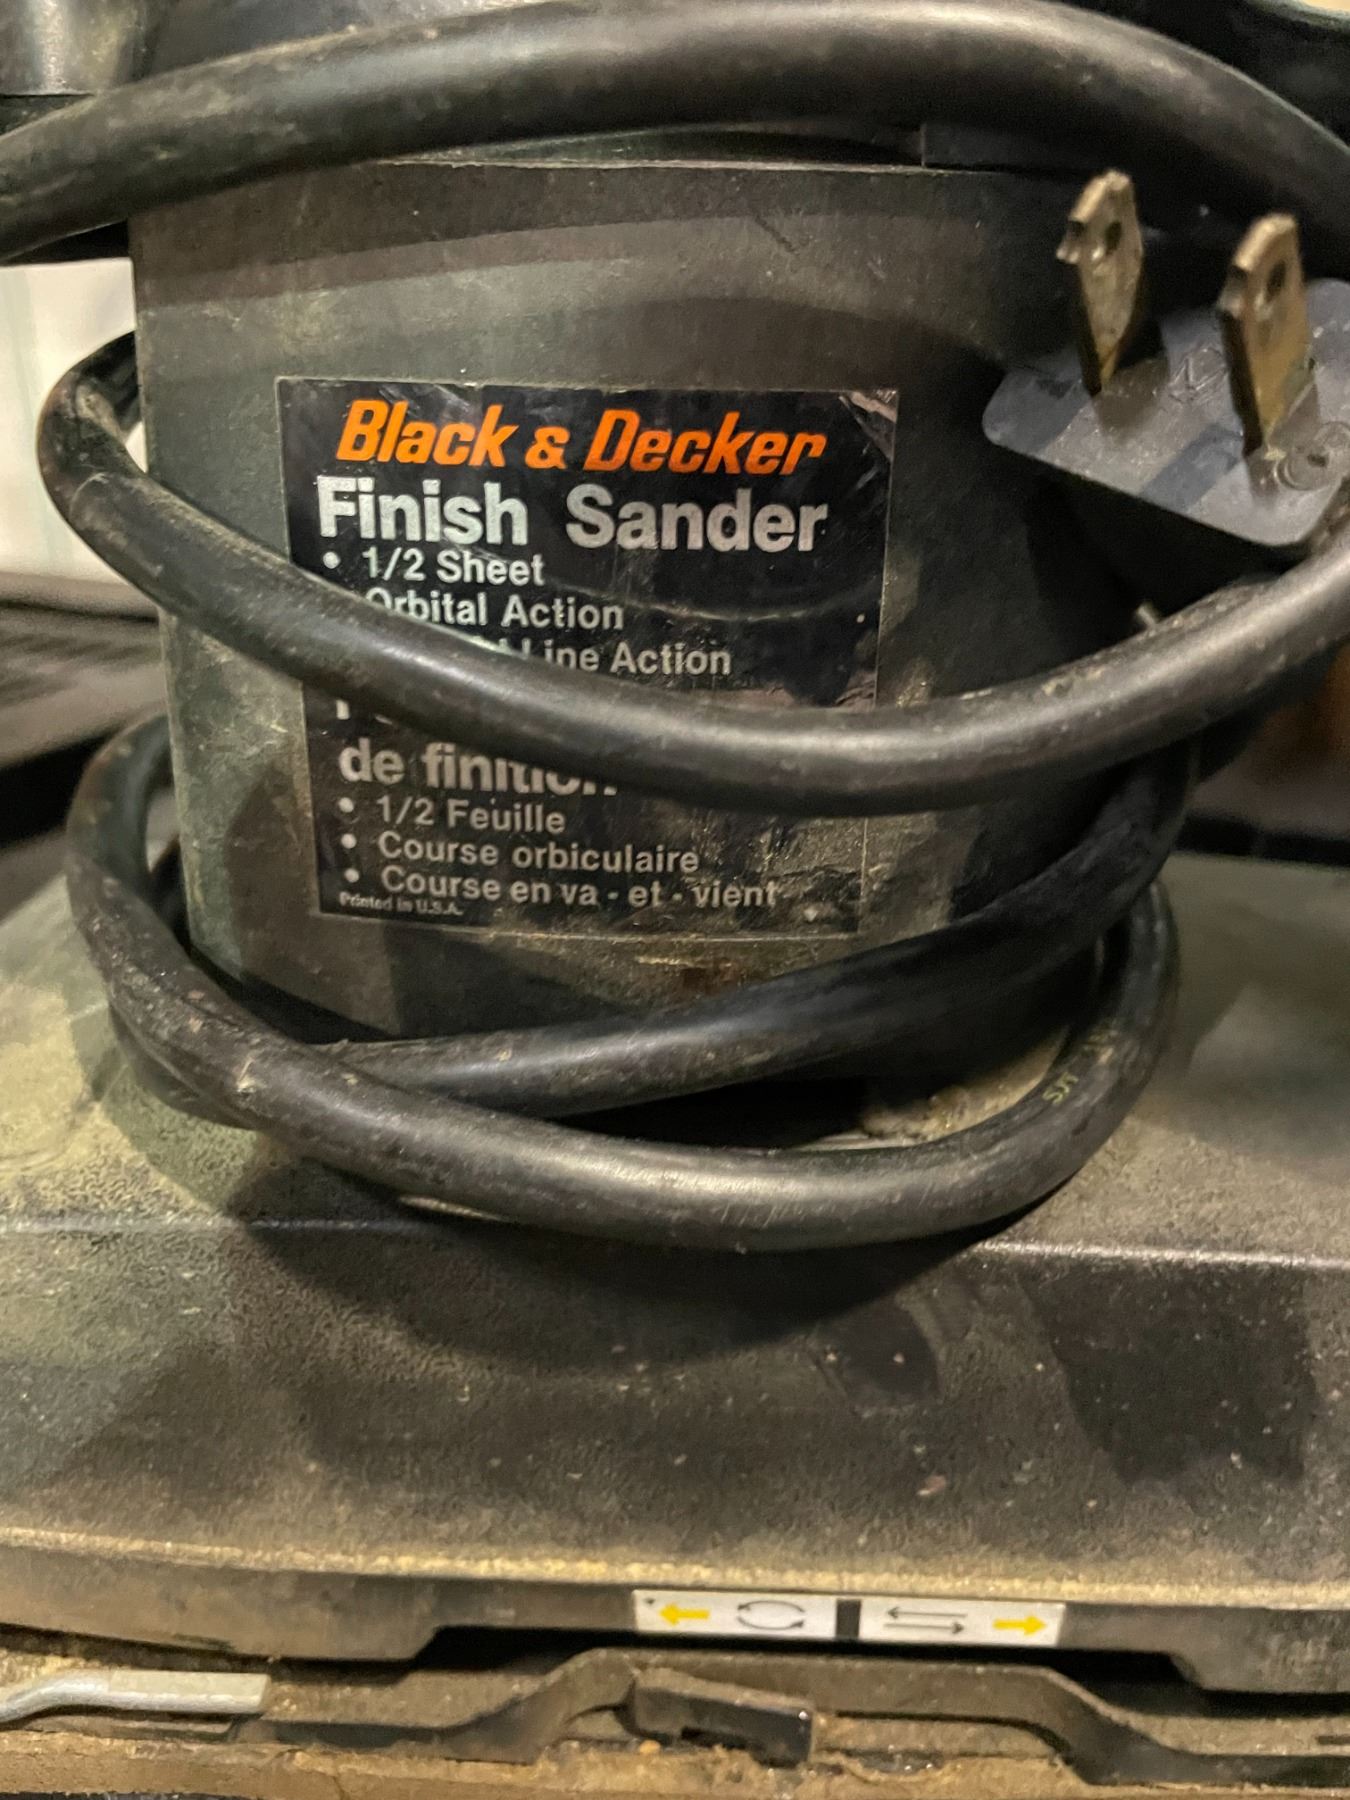 Black & Decker
Finish Sander
• 1/2 Sheet
Orbital Action
Line Action
de finition
• 1/2 Feuille
• Course orbiculaire
• Course en va - et - vient
Printed in U.S.A.